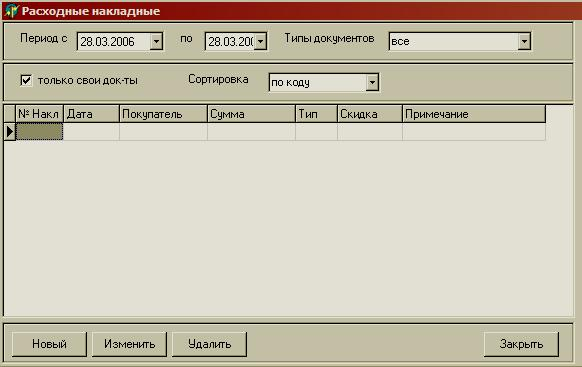 Расходные накладные
Период с 28.03.2006 по 28.03.200 Типы документов все
только свои док-ты Сортировка по коду
№ Накл Дата Покупатель Сумма Тип Скидка Примечание
Новый Изменить Удалить Закрыть